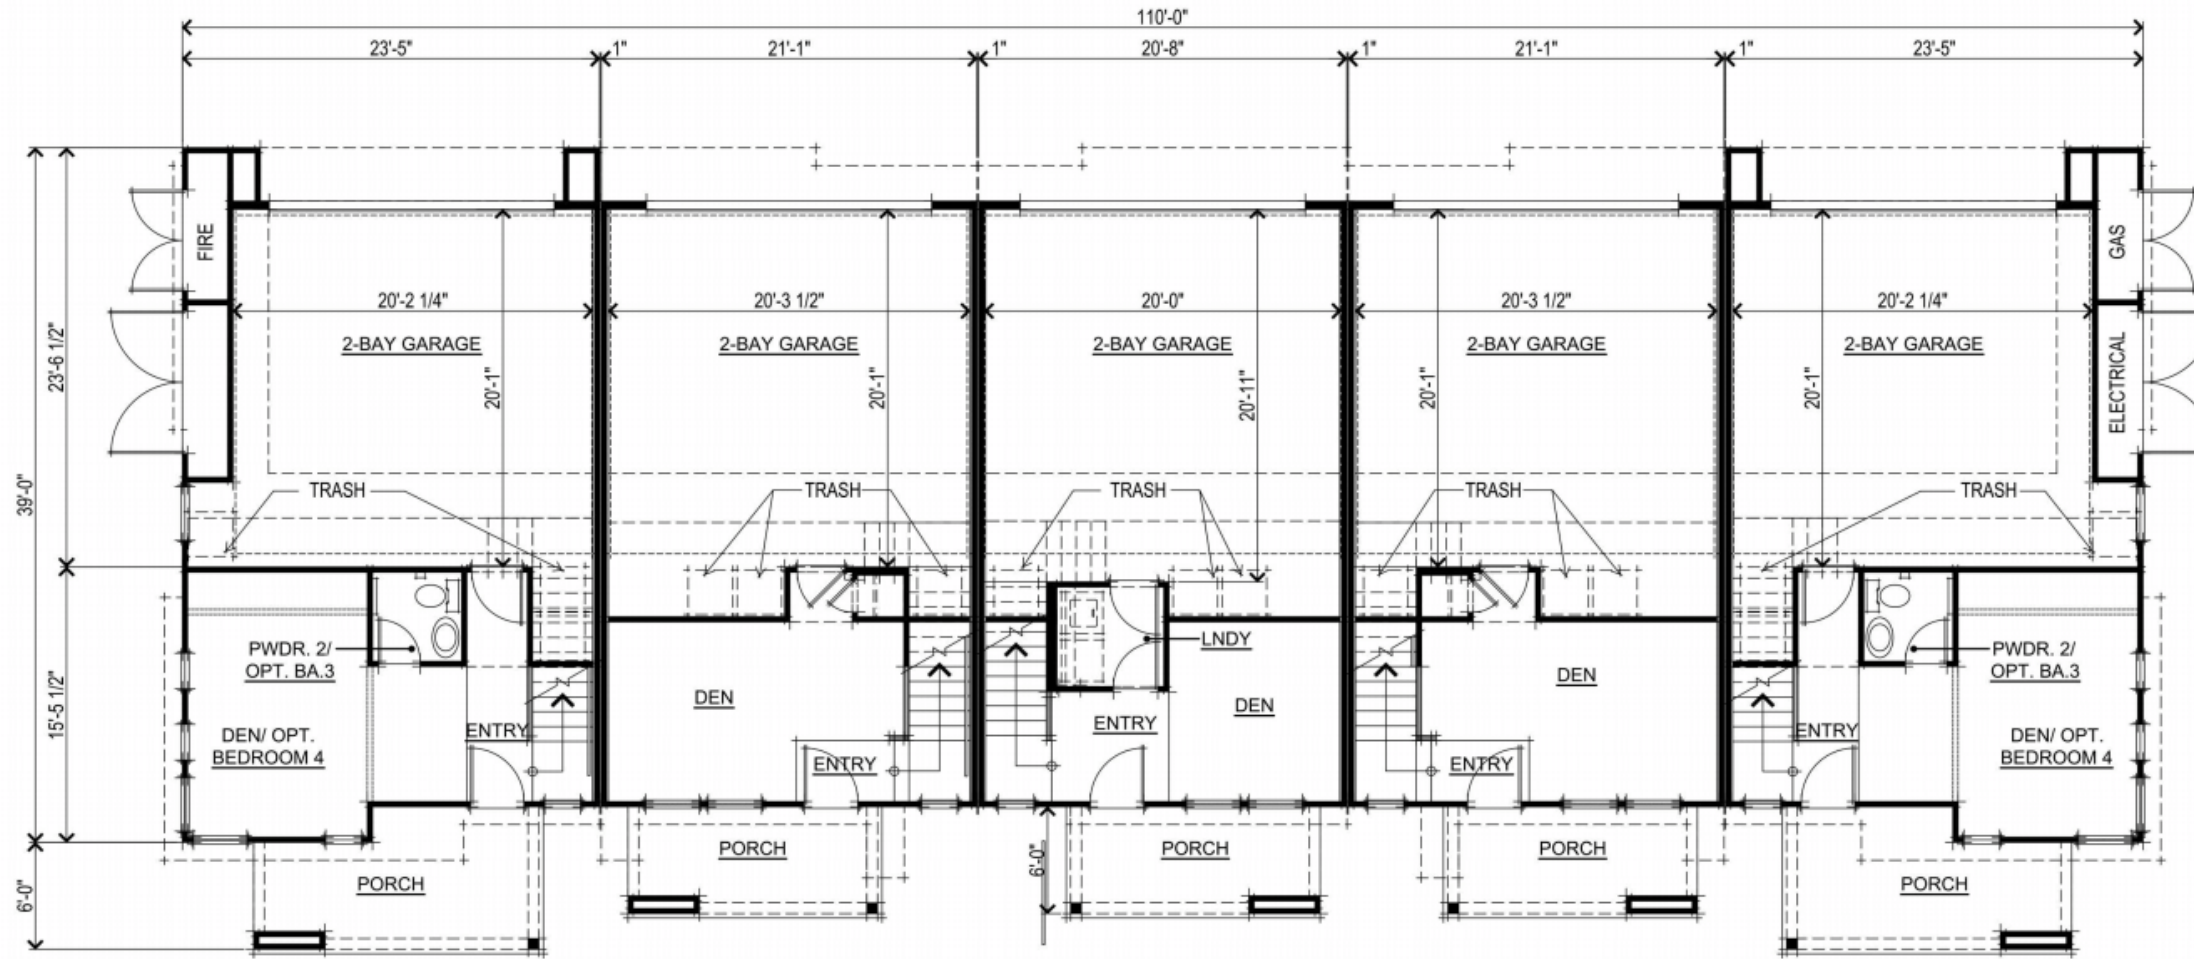 110'-0"
23'-5"
1"
21'-1"
1"
20'-8"
1"
21'-1"
1"
23'-5"
FIRE
GAS
20'-2 1/4"
20'-3 1/2"
20'-0"
20'-3 1/2"
20'-2 1/4"
2-BAY GARAGE
2-BAY GARAGE
2-BAY GARAGE
2-BAY GARAGE
2-BAY GARAGE
23'-6 1/2"
20'-1"
20'-1"
20'-11"
20'-1"
20'-1"
ELECTRICAL
39'-0"
TRASH
TRASH
TRASH
TRASH
TRASH
PWDR. 2/
OPT. BA.3
LNDY
PWDR. 2/
OPT. BA.3
15'-5 1/2"
DEN
DEN
DEN
DEN/ OPT.
BEDROOM 4
ENTRY
ENTRY
ENTRY
ENTRY
ENTRY
DEN/ OPT.
BEDROOM 4
6'-0"
PORCH
PORCH
6'-0"
PORCH
PORCH
PORCH